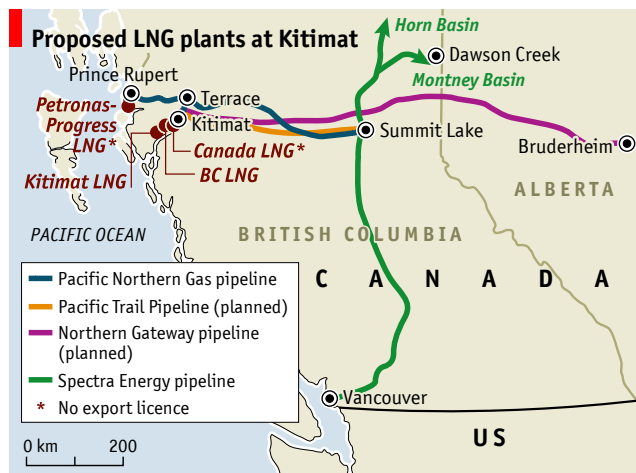 Proposed LNG plants at Kitimat
Horn Basin
Dawson Creek
Montney Basin
Prince Rupert
Terrace
Petronas-
Progress
LNG*
Kitimat
Summit Lake
Canada LNG*
Kitimat LNG
BC LNG
Bruderheim
ALBERTA
PACIFIC OCEAN
BRITISH COLUMBIA
CANADA
Pacific Northern Gas pipeline
Pacific Trail Pipeline (planned)
Northern Gateway pipeline
(planned)
Spectra Energy pipeline
* No export licence
Vancouver
0 km 200
US